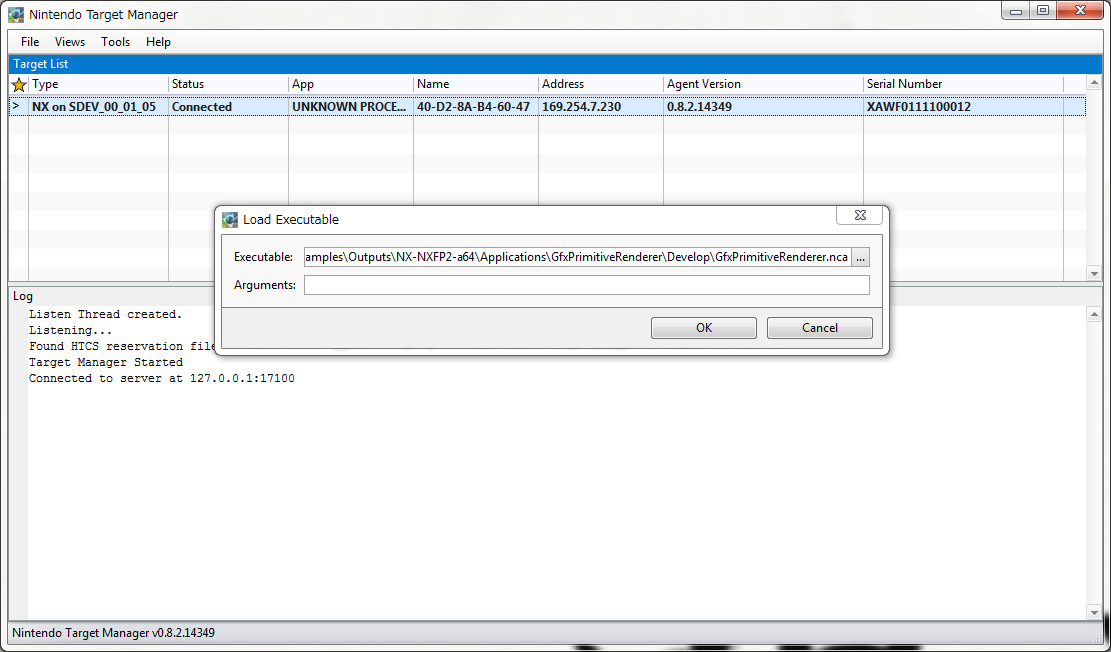 Nintendo Target Manager
File Views Tools Help
Target List
Type Status App Name Address Agent Version Serial Number
> NX on SDEV_00_01_05 Connected UNKNOWN PROCE... 40-D2-8A-B4-60-47 169.254.7.230 0.8.2.14349 XAWF0111100012
Load Executable
Executable: amples\Outputs\NX-NXFP2-a64\Applications\GfxPrimitiveRenderer\Develop\GfxPrimitiveRenderer.nca ...
Arguments:
OK Cancel
Log
Listen Thread created.
Listening...
Found HTCS reservation file
Target Manager Started
Connected to server at 127.0.0.1:17100
Nintendo Target Manager v0.8.2.14349